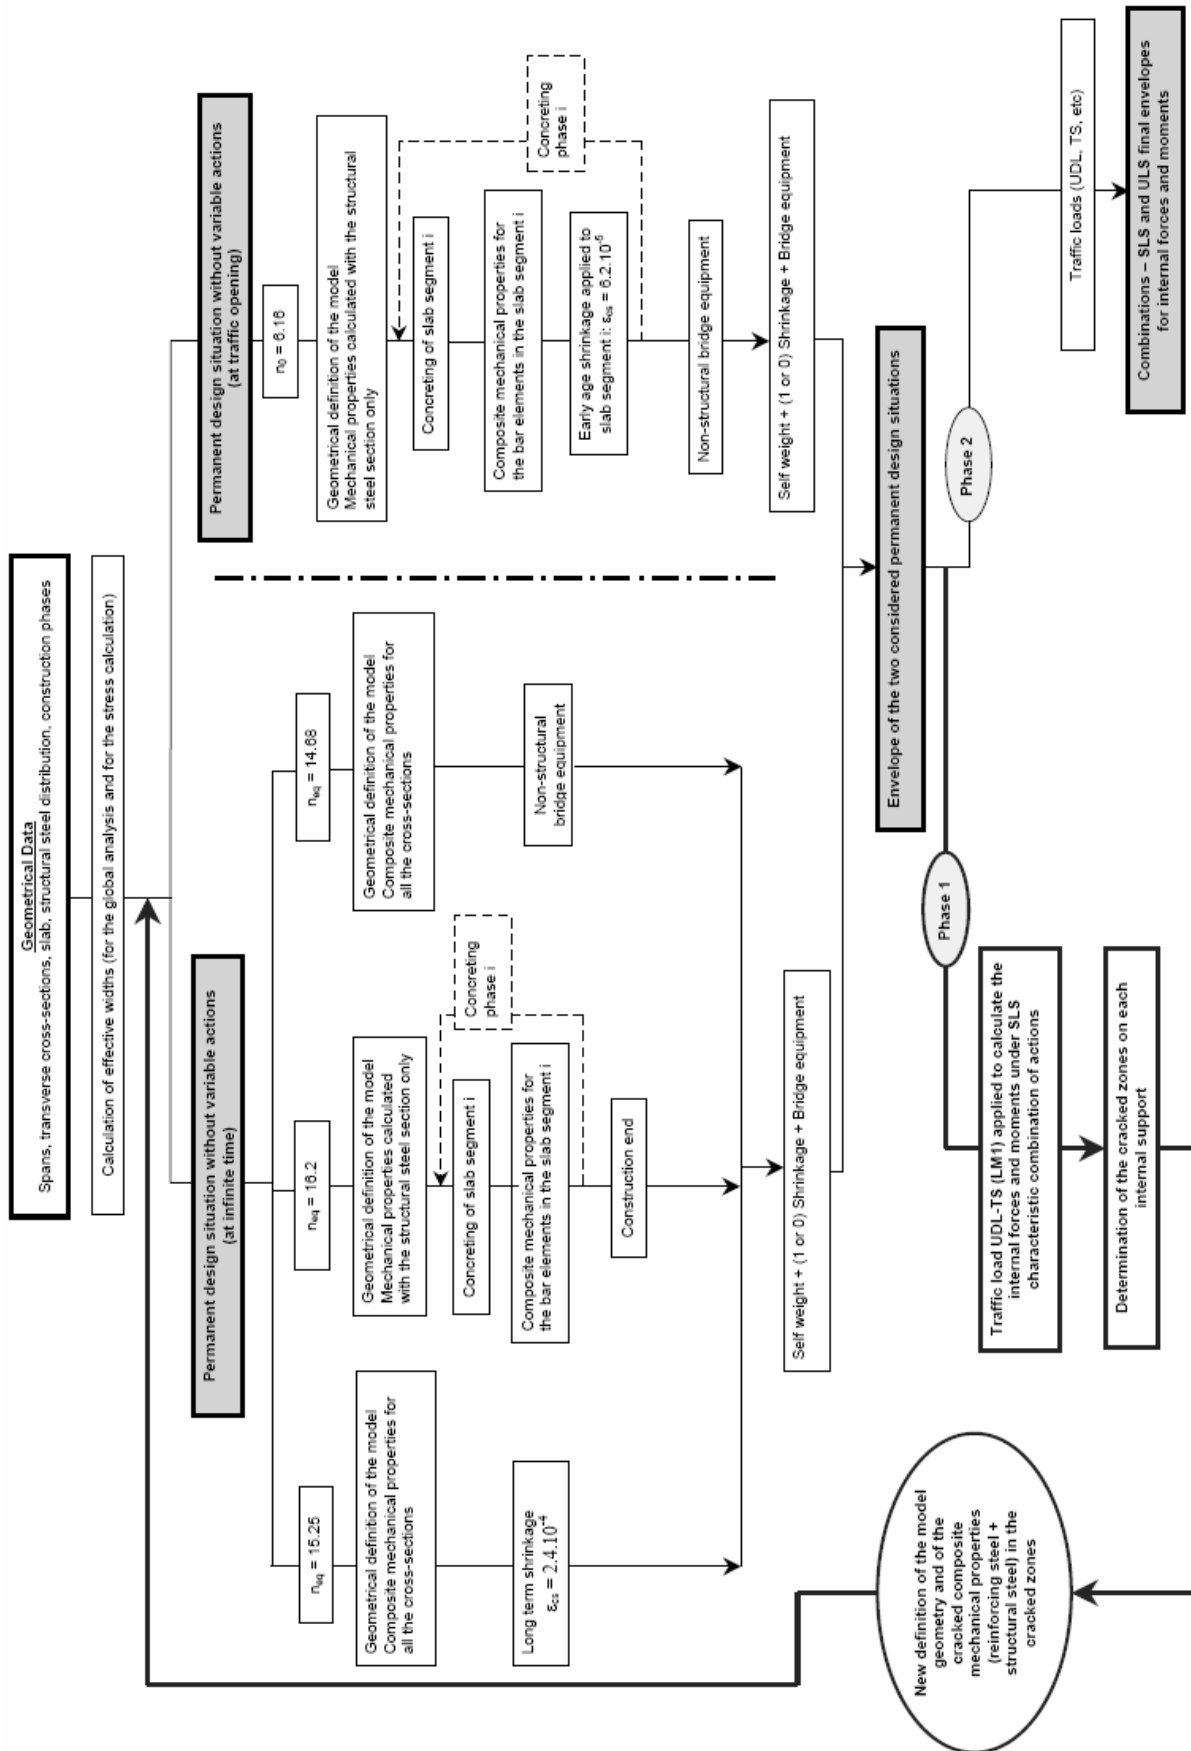 Geometrical Data
Spans, transverse cross-sections, slab, structural steel distribution, construction phases
Calculation of effective widths (for the global analysis and for the stress calculation)
Permanent design situation without variable actions
(at infinite time)
n_eq = 15.25
Geometrical definition of the model
Composite mechanical properties for
all the cross-sections
Long term shrinkage
ε_cs = 2.4.10⁻⁴
n_eq = 16.2
Geometrical definition of the model
Mechanical properties calculated
with the structural steel section only
Concreting of slab segment i
Composite mechanical properties for
the bar elements in the slab segment i
Concreting
phase i
Construction end
n_eq = 14.68
Geometrical definition of the model
Composite mechanical properties for
all the cross-sections
Non-structural
bridge equipment
Self weight + (1 or 0) Shrinkage + Bridge equipment
Permanent design situation without variable actions
(at traffic opening)
n₀ = 6.16
Geometrical definition of the model
Mechanical properties calculated with the structural
steel section only
Concreting of slab segment i
Composite mechanical properties for
the bar elements in the slab segment i
Early age shrinkage applied to
slab segment i: ε_cs = 6.2.10⁻⁵
Concreting
phase i
Non-structural bridge equipment
Self weight + (1 or 0) Shrinkage + Bridge equipment
Envelope of the two considered permanent design situations
Phase 1
Traffic load UDL-TS (LM1) applied to calculate the
internal forces and moments under SLS
characteristic combination of actions
Determination of the cracked zones on each
internal support
New definition of the model
geometry and of the
cracked composite
mechanical properties
(reinforcing steel +
structural steel) in the
cracked zones
Phase 2
Traffic loads (UDL, TS, etc)
Combinations – SLS and ULS final envelopes
for internal forces and moments